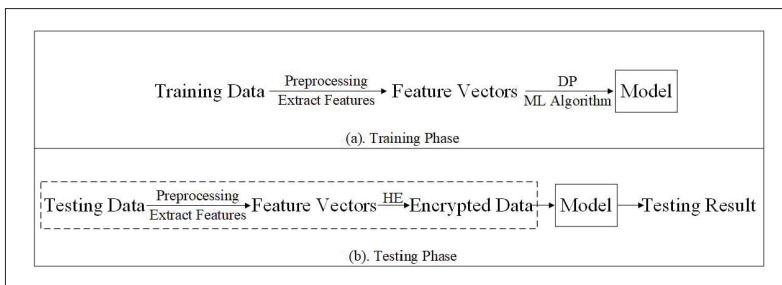 Training Data Preprocessing Extract Features Feature Vectors DP ML Algorithm Model
(a). Training Phase
Testing Data Preprocessing Extract Features Feature Vectors HE Encrypted Data Model Testing Result
(b). Testing Phase